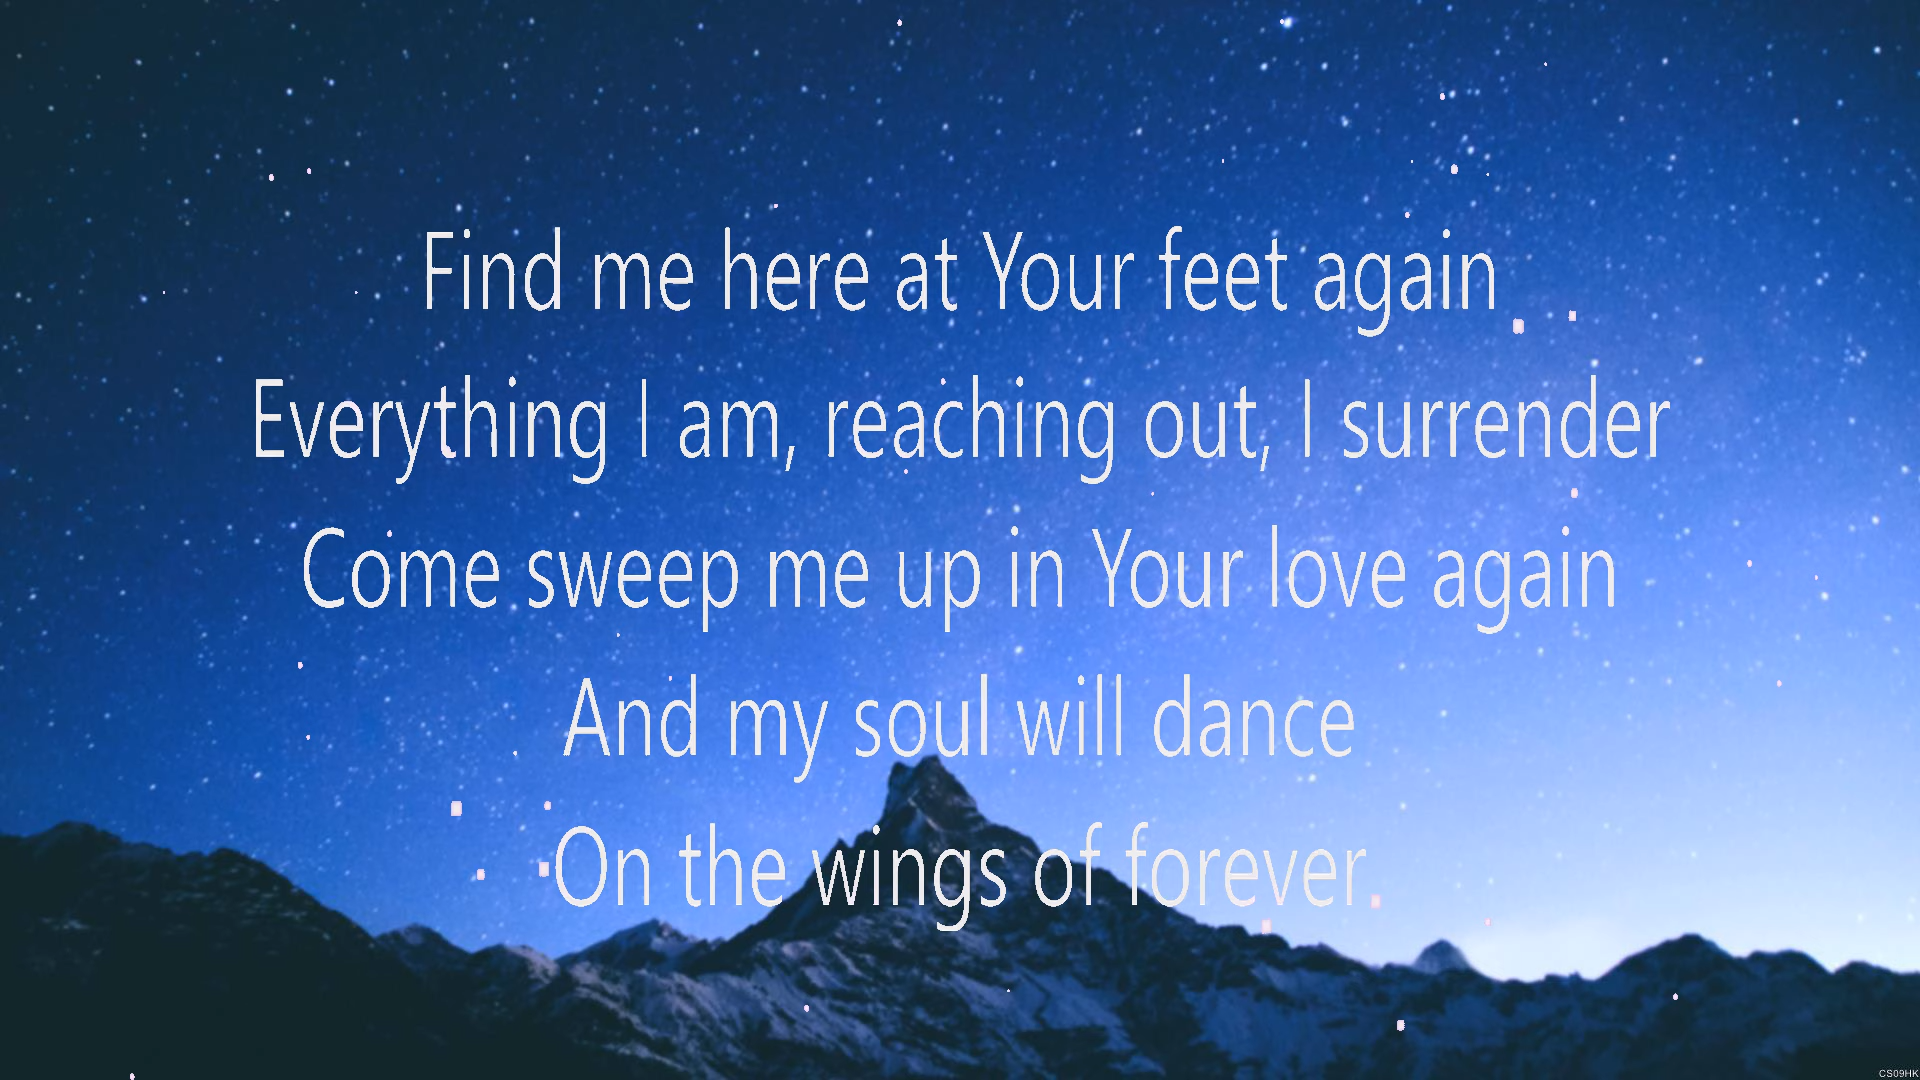 Find me here at Your feet again
Everything I am, reaching out, I surrender
Come sweep me up in Your love again
And my soul will dance
On the wings of forever
CS09HK